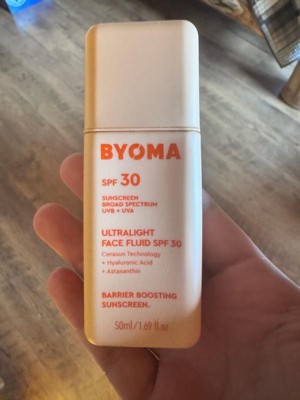 BYOMA
SPF 30
SUNSCREEN
BROAD SPECTRUM
UVB + UVA
ULTRALIGHT
FACE FLUID SPF 30
Cerasun Technology
+ Hyaluronic Acid
+ Astaxanthin
BARRIER BOOSTING
SUNSCREEN.
50ml/1.69 fl.oz